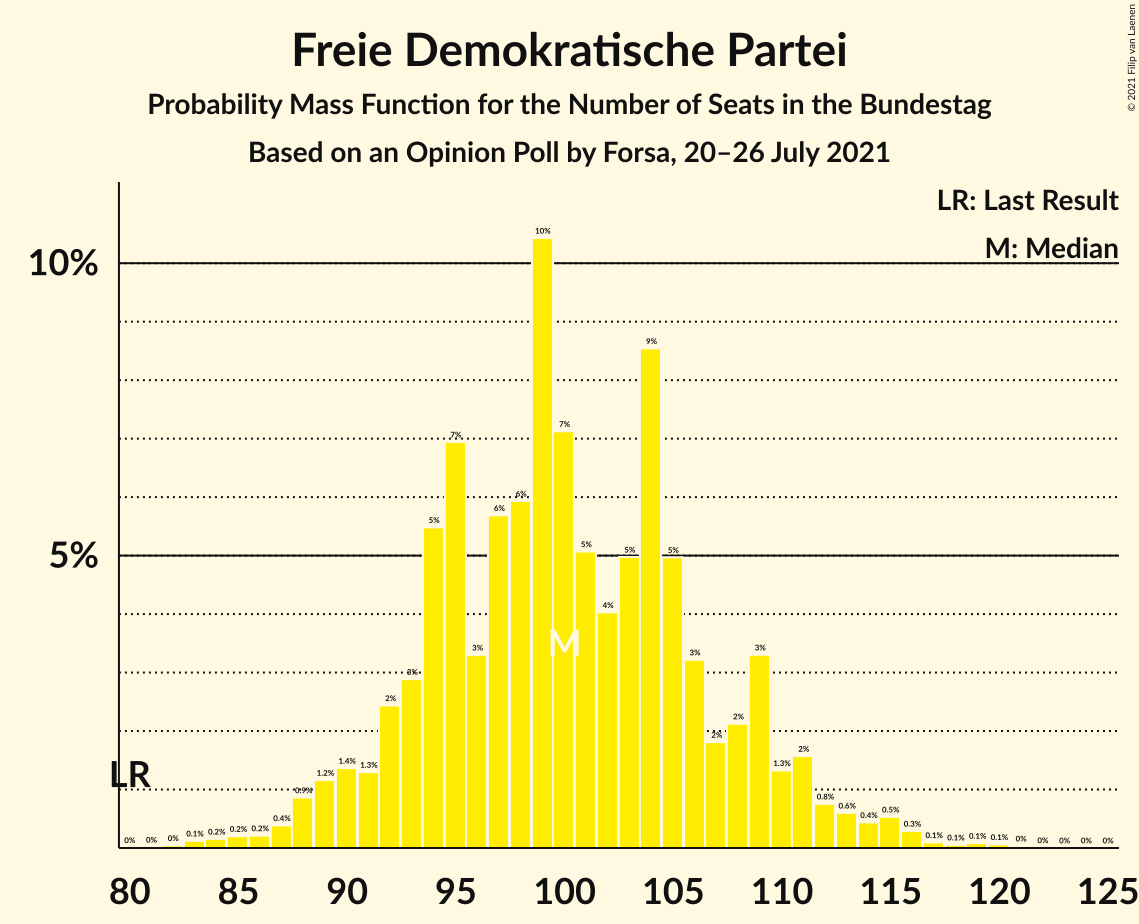 Freie Demokratische Partei
Probability Mass Function for the Number of Seats in the Bundestag
Based on an Opinion Poll by Forsa, 20–26 July 2021
© 2021 Filip van Laenen
LR: Last Result
M: Median
10%
5%
LR
M
0% 0% 0% 0.1% 0.2% 0.2% 0.2% 0.4% 0.9% 1.2% 1.4% 1.3% 2% 3% 5% 7% 3% 6% 6% 10% 7% 5% 4% 5% 9% 5% 3% 2% 2% 3% 1.3% 2% 0.8% 0.6% 0.4% 0.5% 0.3% 0.1% 0.1% 0.1% 0.1% 0% 0% 0% 0% 0%
80 85 90 95 100 105 110 115 120 125